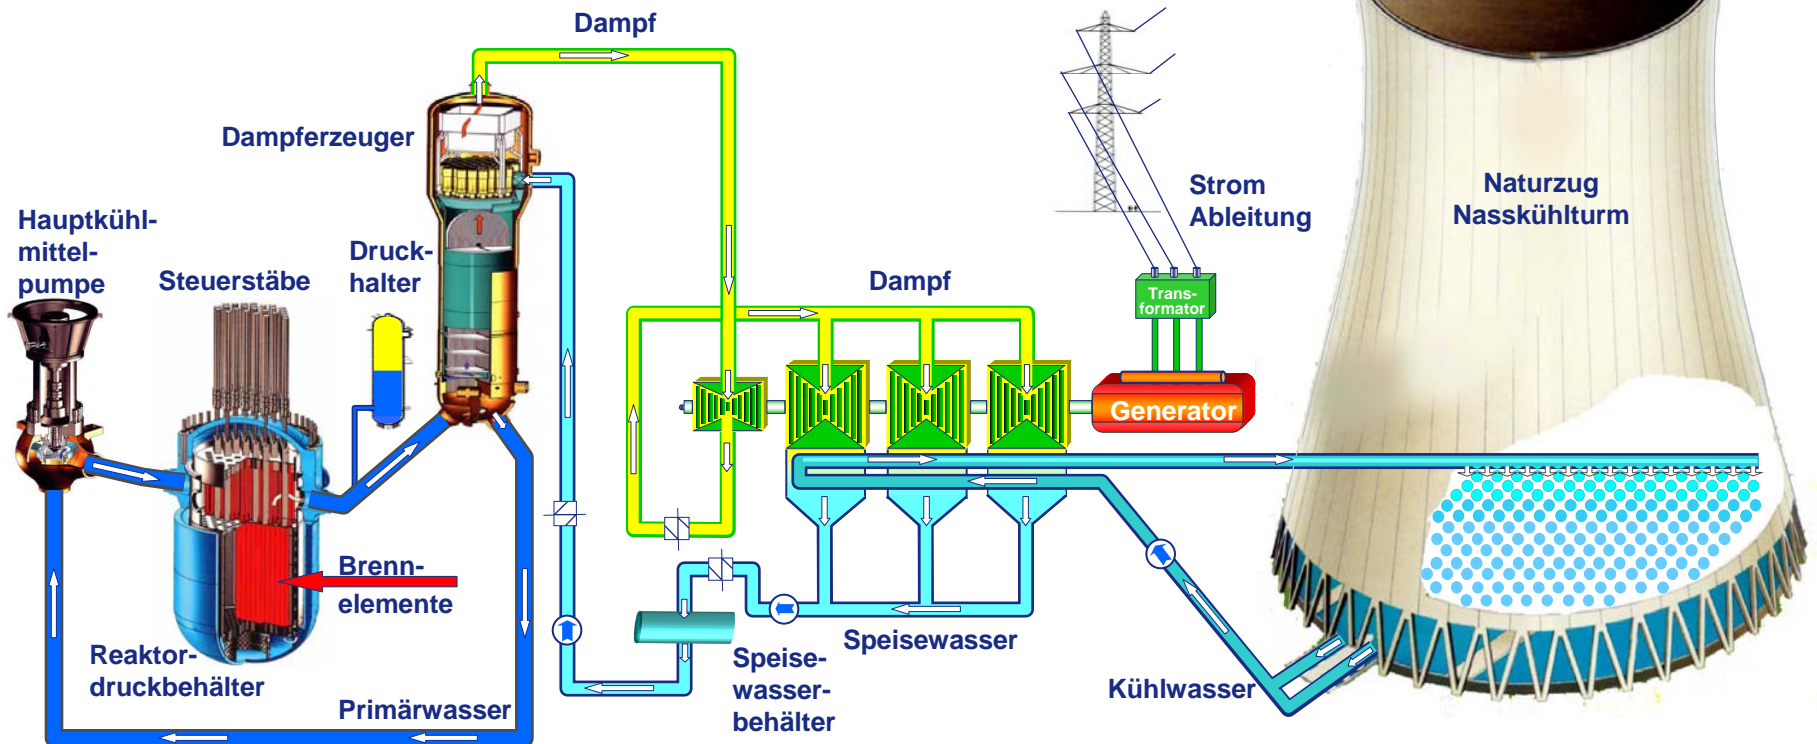 Dampf
Dampferzeuger
Hauptkühl-
mittel-
pumpe
Steuerstäbe
Druck-
halter
Dampf
Strom
Ableitung
Trans-
formator
Generator
Naturzug
Nasskühlturm
Brenn-
elemente
Reaktor-
druckbehälter
Primärwasser
Speise-
wasser-
behälter
Speisewasser
Kühlwasser